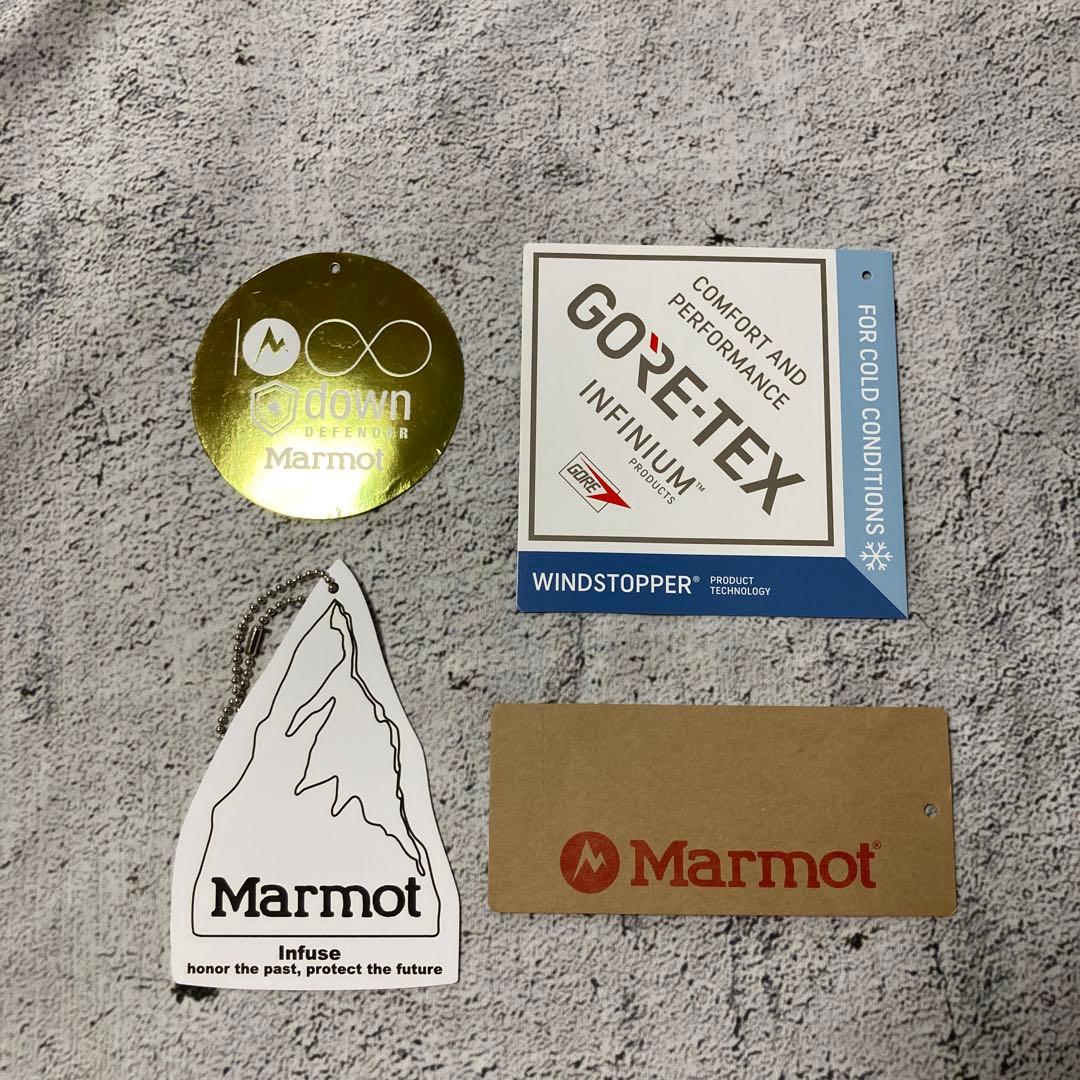 1000
down
DEFENDER
Marmot
COMFORT AND
PERFORMANCE
GORE-TEX
INFINIUM™
PRODUCTS
GORE
FOR COLD CONDITIONS
WINDSTOPPER® PRODUCT
TECHNOLOGY
Marmot
Infuse
honor the past, protect the future
Marmot®